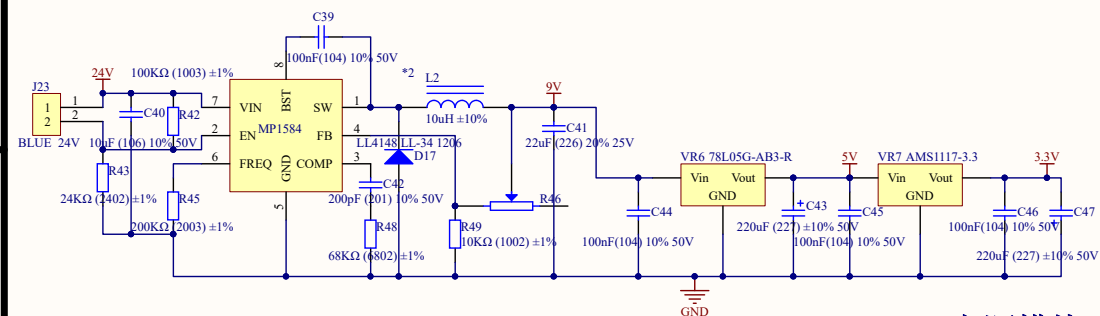 C39
100nF(104) 10% 50V
8
*2
L2
10uH ±10%
24V
100KΩ (1003) ±1%
J23
1
2
1
2
BLUE 24V
C40
10uF (106) 10% 50V
R42
7
2
6
VIN
EN
FREQ
BST
MP1584
GND
SW
FB
COMP
1
4
3
5
LL4148 LL-34 1206
D17
9V
C41
22uF (226) 20% 25V
R43
24KΩ (2402) ±1%
R45
200KΩ (2003) ±1%
C42
200pF (201) 10% 50V
R48
68KΩ (6802) ±1%
R46
R49
10KΩ (1002) ±1%
VR6 78L05G-AB3-R
Vin
Vout
GND
5V
VR7 AMS1117-3.3
Vin
Vout
GND
3.3V
C44
100nF(104) 10% 50V
+
C43
220uF (227) ±10% 50V
C45
100nF(104) 10% 50V
C46
100nF(104) 10% 50V
C47
+
220uF (227) ±10% 50V
GND